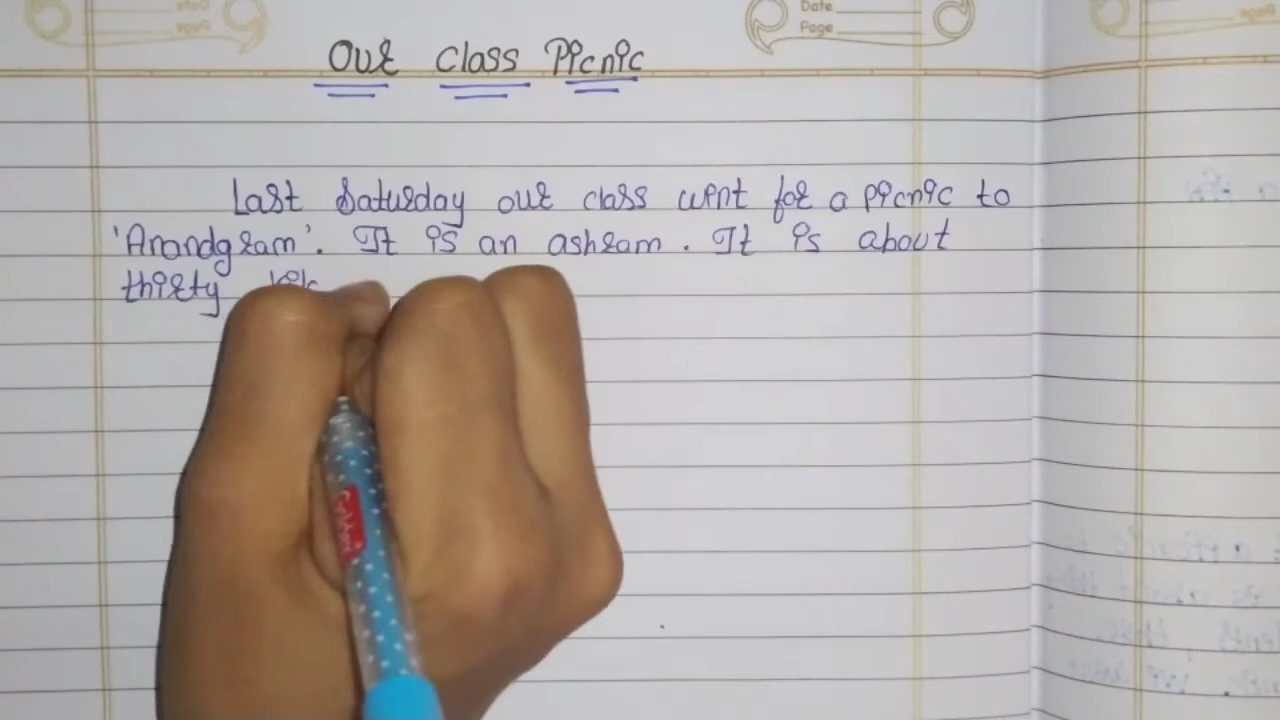 Date
Page
Our Class Picnic
Last Saturday our class went for a picnic to
'Anandgram'. It is an ashram. It is about
thirty